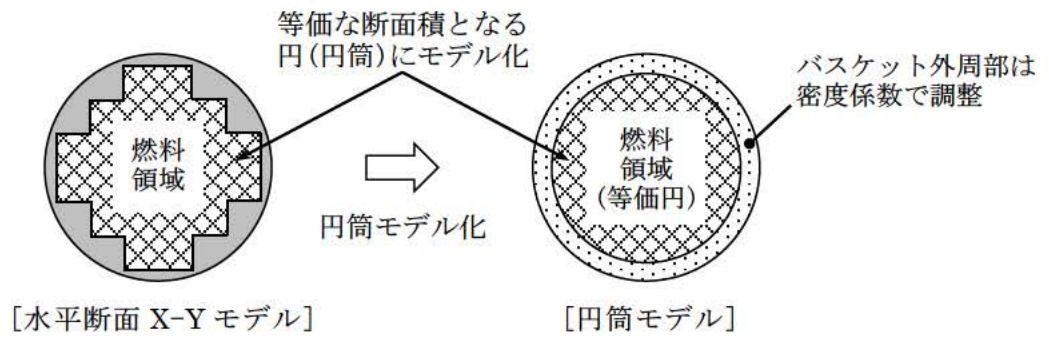 等価な断面積となる
円(円筒)にモデル化
バスケット外周部は
密度係数で調整
燃料
領域
燃料
領域
(等価円)
円筒モデル化
[水平断面 X-Y モデル]
[円筒モデル]